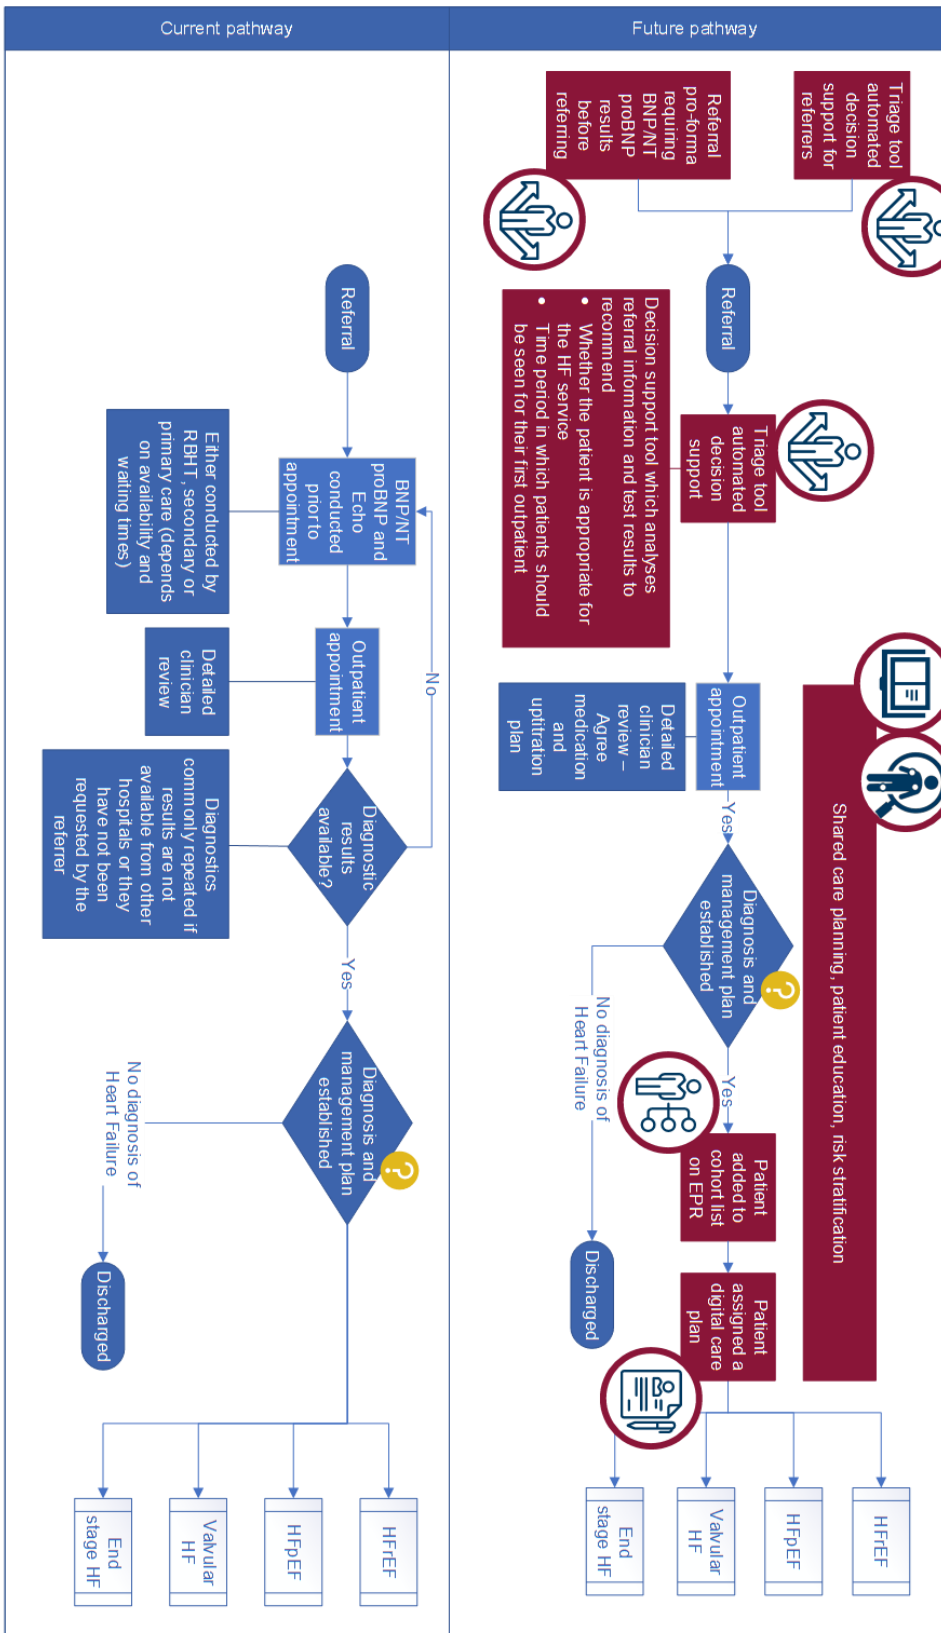 Future pathway
Triage tool
automated
decision
support for
referrers
Referral
pro-forma
requiring
BNP/NT
proBNP
results
before
referring
Referral
Triage tool
automated
decision
support
Decision support tool which analyses
referral information and test results to
recommend
• Whether the patient is appropriate for
the HF service
• Time period in which patients should
be seen for their first outpatient
Shared care planning, patient education, risk stratification
Outpatient
appointment
Detailed
clinician
review –
Agree
medication
and
uptitration
plan
Yes
Diagnosis and
management plan
established
?
No diagnosis of
Heart Failure
Discharged
Yes
Patient
added to
cohort list
on EPR
Patient
assigned a
digital care
plan
HFrEF
HFpEF
Valvular
HF
End
stage HF
Current pathway
Referral
BNP/NT
proBNP and
Echo
conducted
prior to
appointment
Either conducted by
RBHT, secondary or
primary care (depends
on availability and
waiting times)
Outpatient
appointment
Detailed
clinician
review
No
Diagnostic
results
available?
Diagnostics
commonly repeated if
results are not
available from other
hospitals or they
have not been
requested by the
referrer
Yes
Diagnosis and
management plan
established
?
No diagnosis of
Heart Failure
Discharged
HFrEF
HFpEF
Valvular
HF
End
stage HF